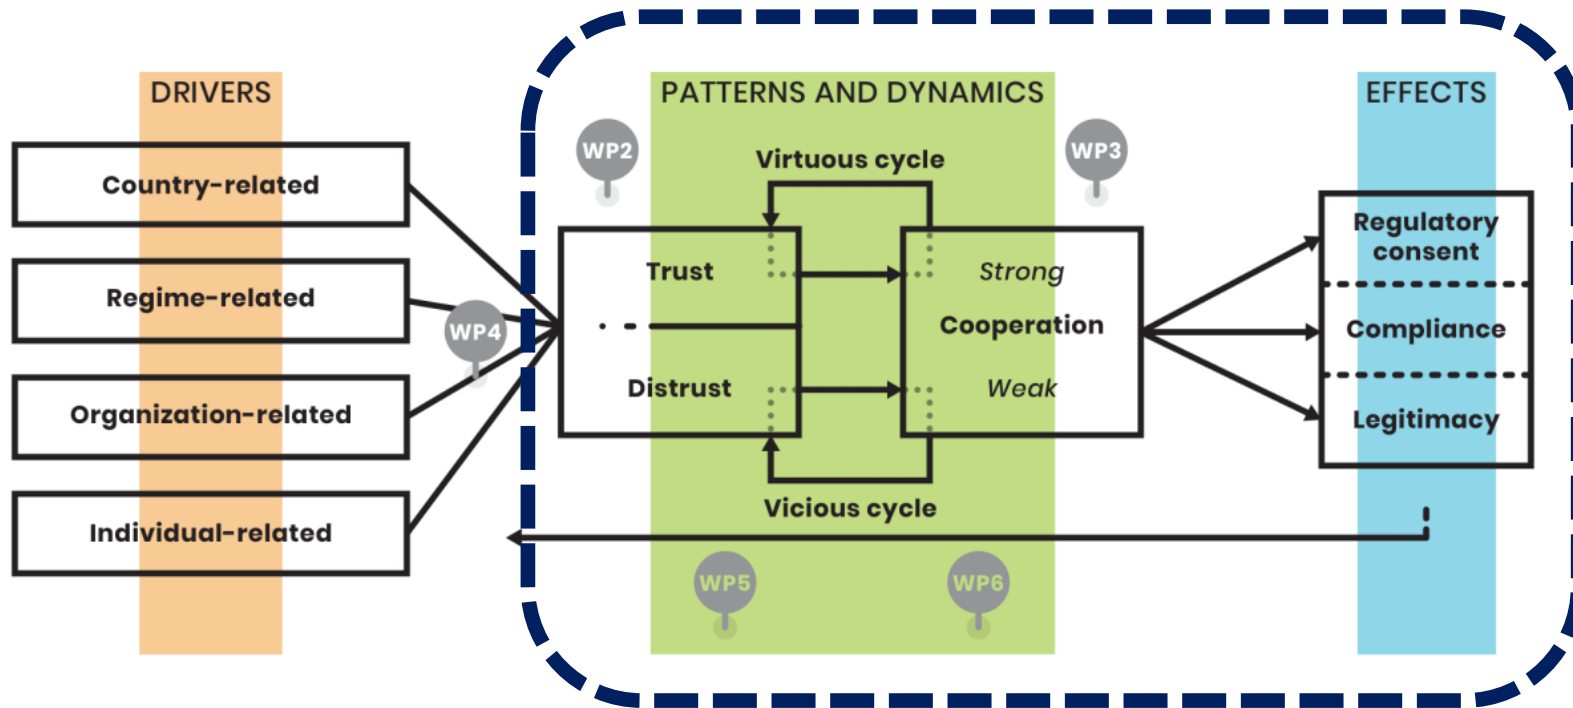 DRIVERS
Country-related
Regime-related
Organization-related
Individual-related
WP4
PATTERNS AND DYNAMICS
WP2
WP3
Virtuous cycle
Trust
Distrust
Strong
Cooperation
Weak
Vicious cycle
WP5
WP6
EFFECTS
Regulatory
consent
Compliance
Legitimacy